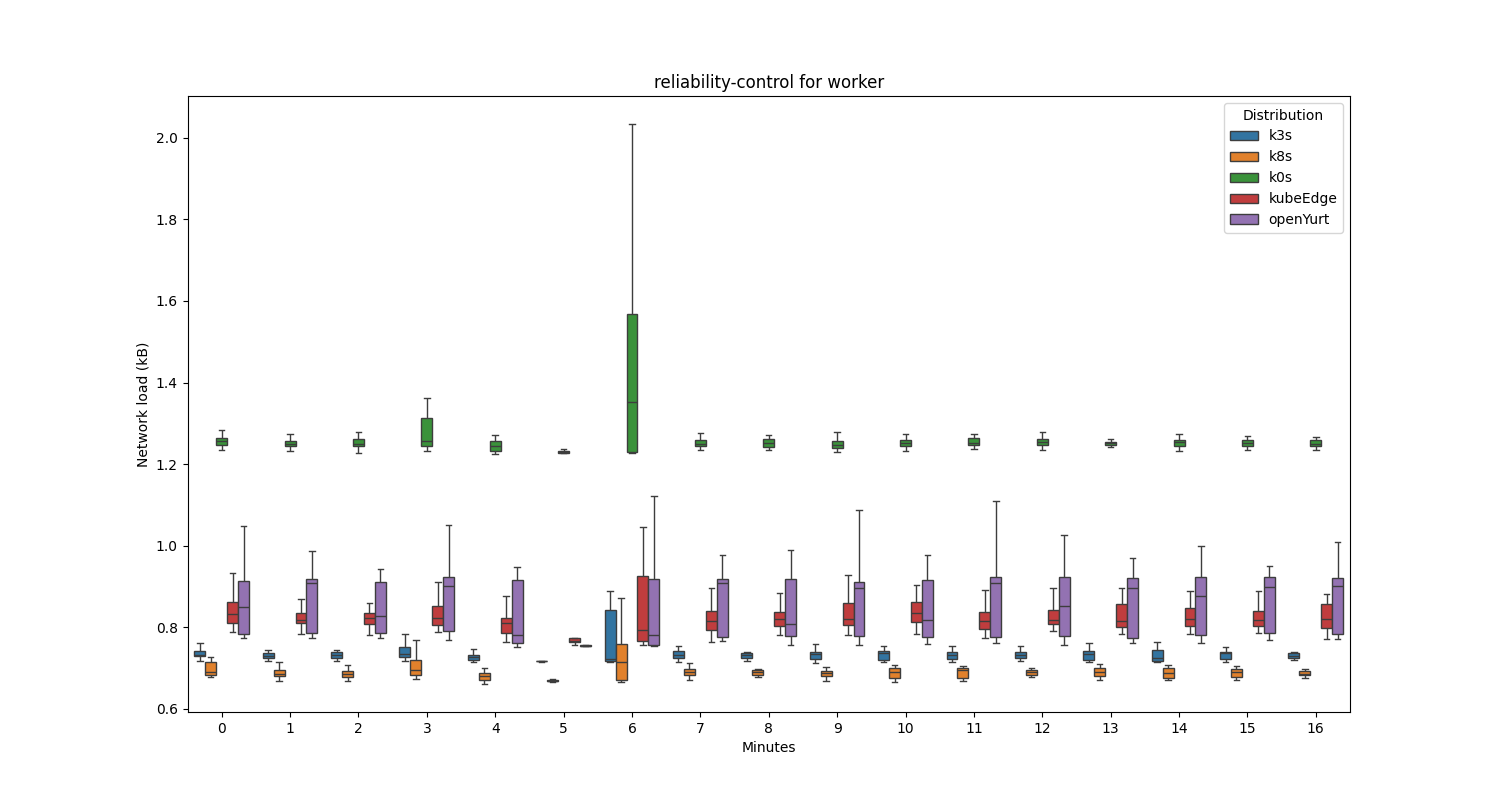 reliability-control for worker
Distribution
k3s
k8s
k0s
kubeEdge
openYurt
Network load (kB)
2.0
1.8
1.6
1.4
1.2
1.0
0.8
0.6
0 1 2 3 4 5 6 7 8 9 10 11 12 13 14 15 16
Minutes